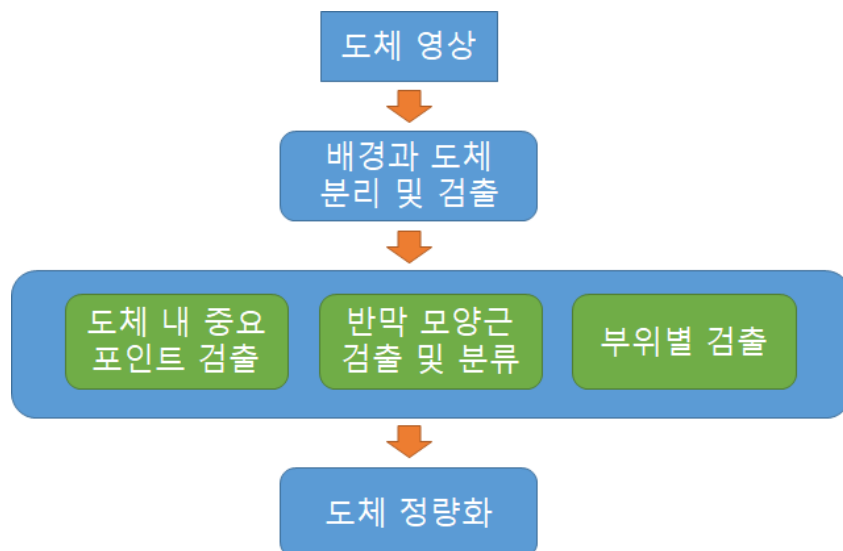 도체 영상
배경과 도체
분리 및 검출
도체 내 중요
포인트 검출
반막 모양근
검출 및 분류
부위별 검출
도체 정량화